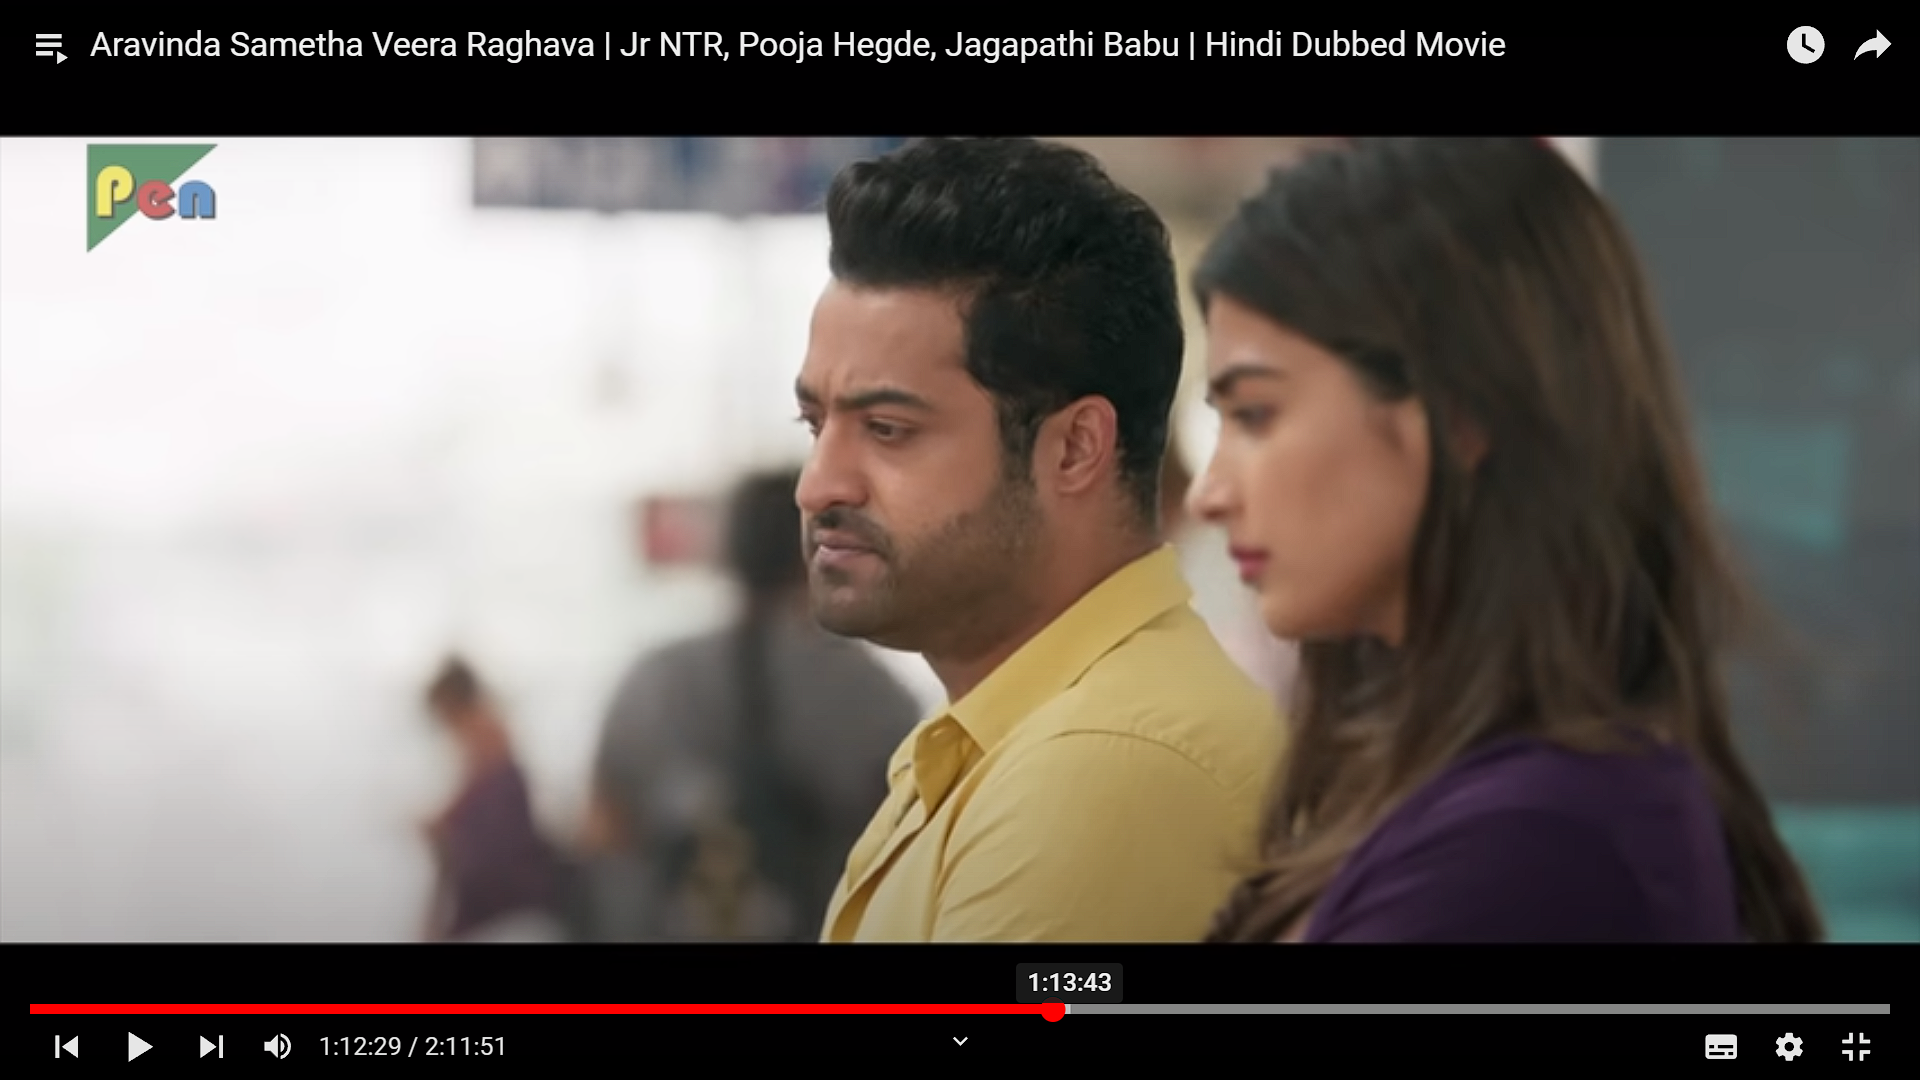 Aravinda Sametha Veera Raghava | Jr NTR, Pooja Hegde, Jagapathi Babu | Hindi Dubbed Movie
Pen
1:13:43
1:12:29 / 2:11:51